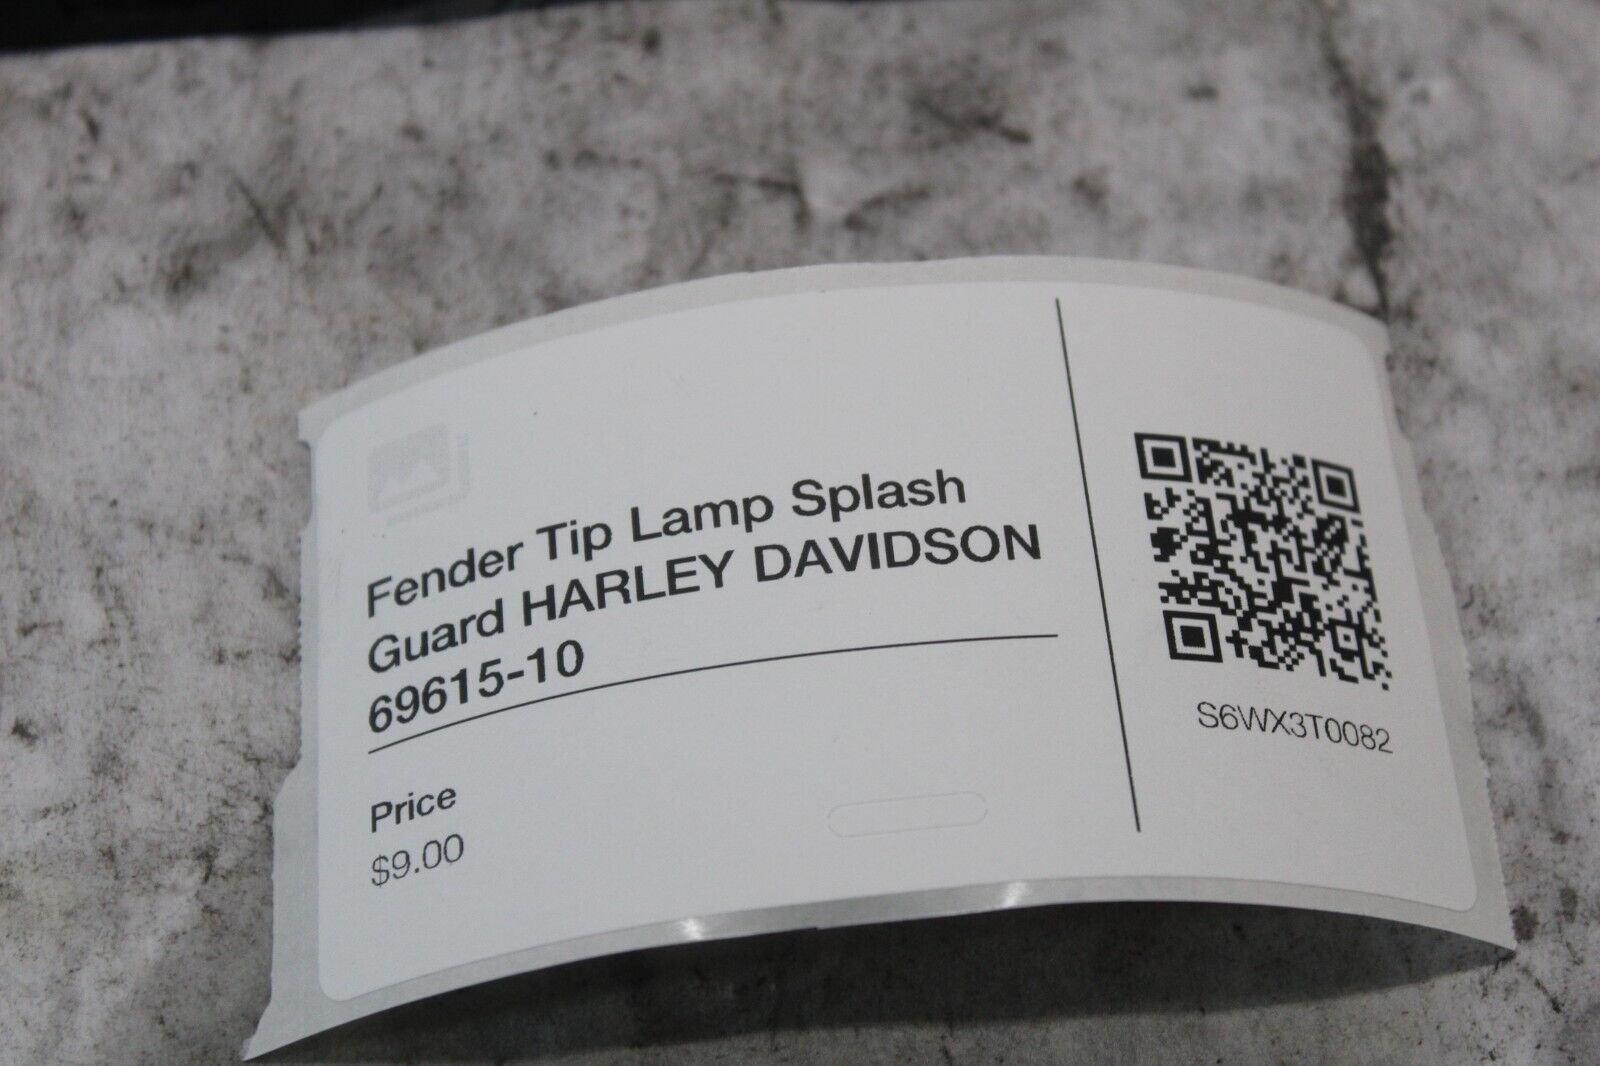 Fender Tip Lamp Splash
Guard HARLEY DAVIDSON
69615-10
Price
$9.00
S6WX3T0082